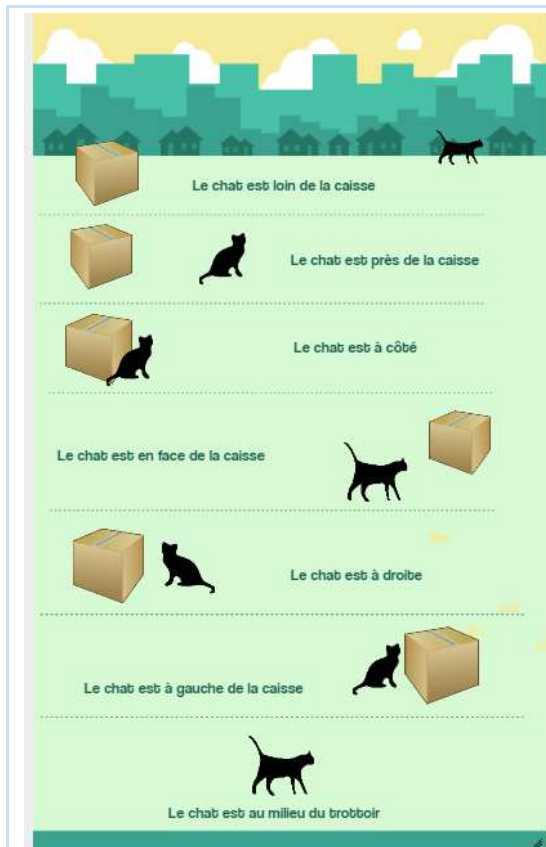 Le chat est loin de la caisse
Le chat est près de la caisse
Le chat est à côté
Le chat est en face de la caisse
Le chat est à droite
Le chat est à gauche de la caisse
Le chat est au milieu du trottoir